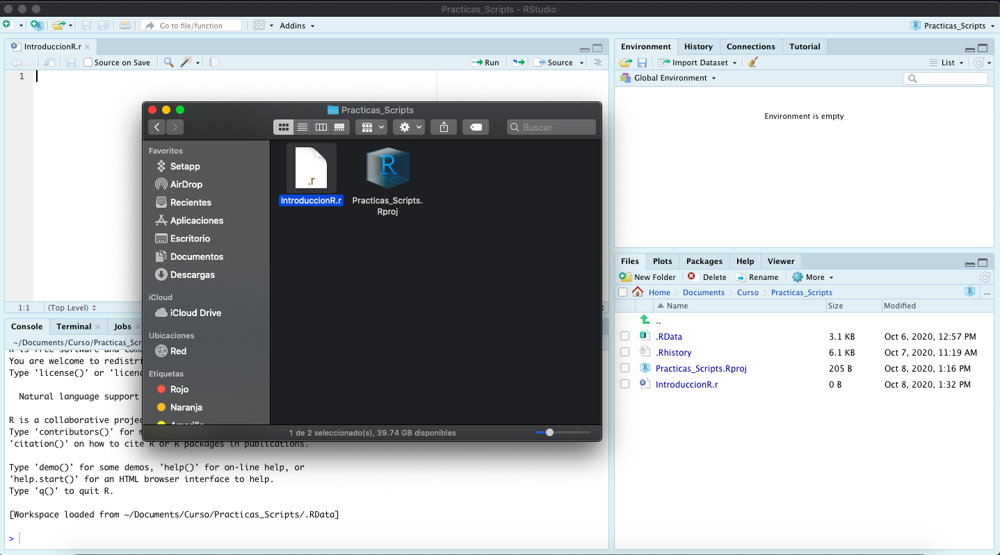 Practicas_Scripts - RStudio
Go to file/function
Addins
Practicas_Scripts
IntroduccionR.r
Source on Save
Run
Source
1
1:1
(Top Level)
Console
Terminal
Jobs
~/Documents/Curso/Practicas_Scr
R is free software and com
You are welcome to redistri
Type 'license()' or 'licenc
Natural language support
R is a collaborative projec
Type 'contributors()' for m
'citation()' on how to cite R or R packages in publications.
Type 'demo()' for some demos, 'help()' for on-line help, or
'help.start()' for an HTML browser interface to help.
Type 'q()' to quit R.
[Workspace loaded from ~/Documents/Curso/Practicas_Scripts/.RData]
>
Practicas_Scripts
Buscar
Favoritos
Setapp
AirDrop
Recientes
Aplicaciones
Escritorio
Documentos
Descargas
iCloud
iCloud Drive
Ubicaciones
Red
Etiquetas
Rojo
Naranja
Amarillo
.r
IntroduccionR.r
R
Practicas_Scripts.
Rproj
1 de 2 seleccionado(s), 39.74 GB disponibles
Environment
History
Connections
Tutorial
Import Dataset
List
Global Environment
Environment is empty
Files
Plots
Packages
Help
Viewer
New Folder
Delete
Rename
More
Home
Documents
Curso
Practicas_Scripts
...
Name Size Modified
..
.RData 3.1 KB Oct 6, 2020, 12:57 PM
.Rhistory 6.1 KB Oct 7, 2020, 11:19 AM
Practicas_Scripts.Rproj 205 B Oct 8, 2020, 1:16 PM
IntroduccionR.r 0 B Oct 8, 2020, 1:32 PM